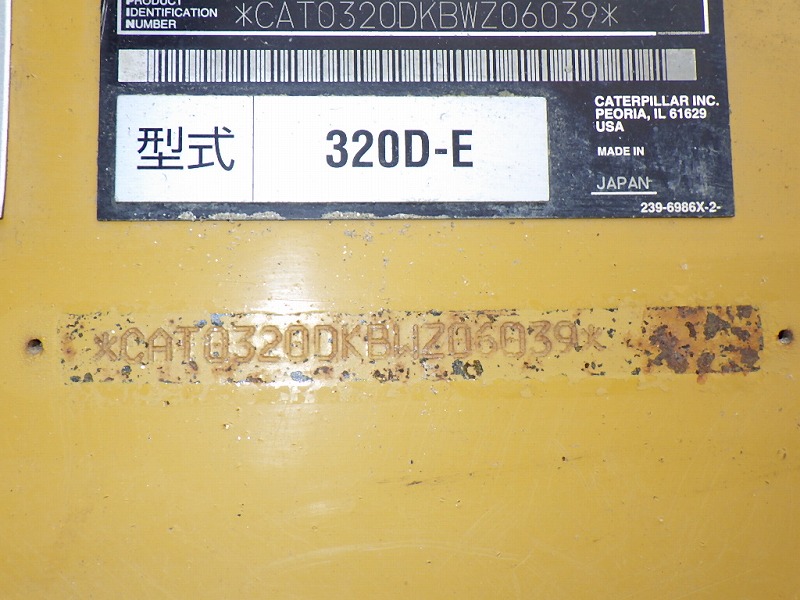 PRODUCT
IDENTIFICATION
NUMBER
*CAT0320DKBWZ06039*
型式 320D-E
CATERPILLAR INC.
PEORIA, IL 61629
USA
MADE IN
JAPAN
239-6986X-2-
*CAT0320DKBWZ06039*